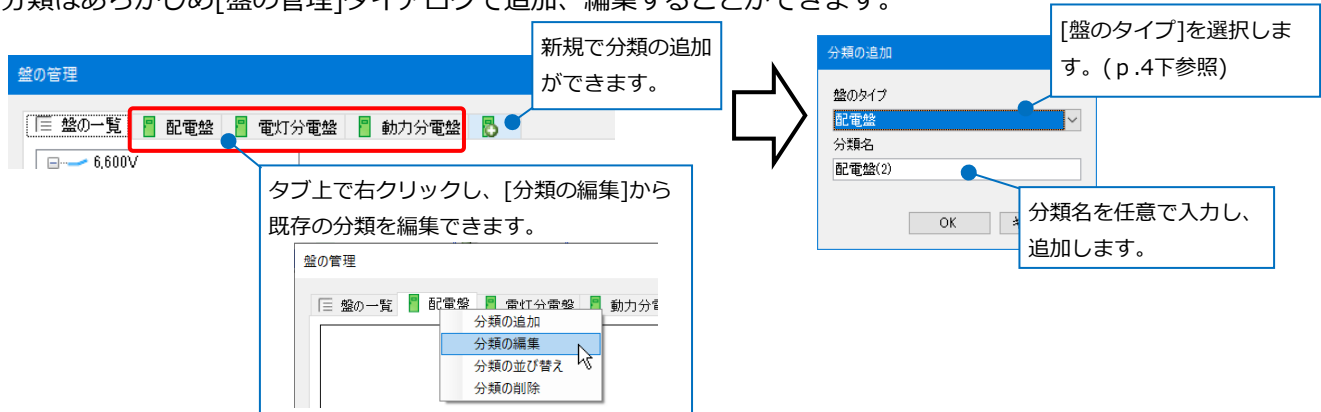 分類はあらかじめ[盤の管理]ダイアログで追加、編集することができます。
盤の管理
新規で分類の追加
ができます。
盤の一覧 配電盤 電灯分電盤 動力分電盤
6,600V
タブ上で右クリックし、[分類の編集]から
既存の分類を編集できます。
盤の管理
盤の一覧 配電盤 電灯分電盤 動力分電
分類の追加
分類の編集
分類の並び替え
分類の削除
分類の追加
[盤のタイプ]を選択しま
す。(p.4下参照)
盤のタイプ
配電盤
分類名
配電盤(2)
OK
分類名を任意で入力し、
追加します。